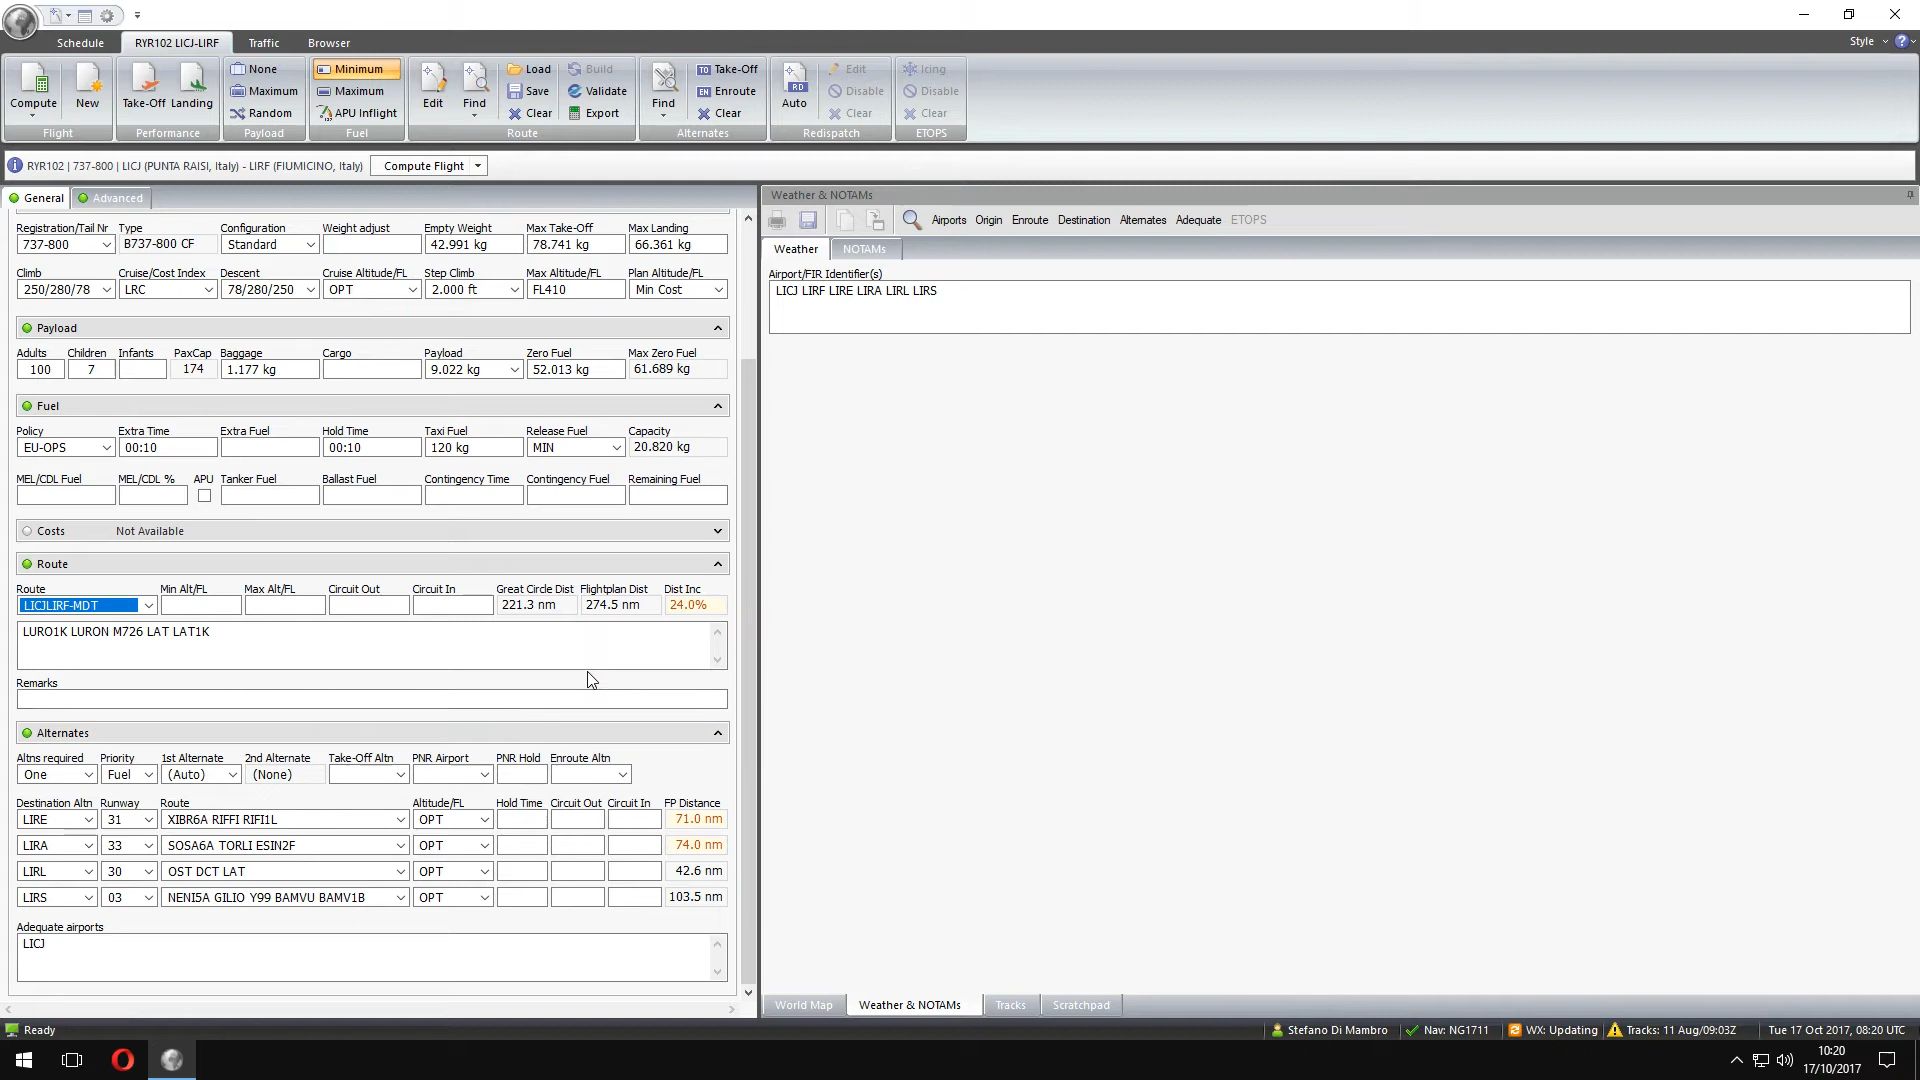 Schedule RYR102 LICJ-LIRF Traffic Browser Style
Compute New Take-Off Landing None Maximum Random Minimum Maximum APU Inflight Edit Find Load Save Clear Build Validate Export Find Take-Off Enroute Clear Auto Edit Disable Clear Icing Disable Clear
Flight Performance Payload Fuel Route Alternates Redispatch ETOPS
RYR102 | 737-800 | LICJ (PUNTA RAISI, Italy) - LIRF (FIUMICINO, Italy) Compute Flight
General Advanced
Registration/Tail Nr Type Configuration Weight adjust Empty Weight Max Take-Off Max Landing
737-800 B737-800 CF Standard 42.991 kg 78.741 kg 66.361 kg
Climb Cruise/Cost Index Descent Cruise Altitude/FL Step Climb Max Altitude/FL Plan Altitude/FL
250/280/78 LRC 78/280/250 OPT 2.000 ft FL410 Min Cost
Payload
Adults Children Infants PaxCap Baggage Cargo Payload Zero Fuel Max Zero Fuel
100 7 174 1.177 kg 9.022 kg 52.013 kg 61.689 kg
Fuel
Policy Extra Time Extra Fuel Hold Time Taxi Fuel Release Fuel Capacity
EU-OPS 00:10 00:10 120 kg MIN 20.820 kg
MEL/CDL Fuel MEL/CDL % APU Tanker Fuel Ballast Fuel Contingency Time Contingency Fuel Remaining Fuel
Costs Not Available
Route
Route Min Alt/FL Max Alt/FL Circuit Out Circuit In Great Circle Dist Flightplan Dist Dist Inc
LICJLIRF-MDT 221.3 nm 274.5 nm 24.0%
LURO1K LURON M726 LAT LAT1K
Remarks
Alternates
Altns required Priority 1st Alternate 2nd Alternate Take-Off Altn PNR Airport PNR Hold Enroute Altn
One Fuel (Auto) (None)
Destination Altn Runway Route Altitude/FL Hold Time Circuit Out Circuit In FP Distance
LIRE 31 XIBR6A RIFFI RIFI1L OPT 71.0 nm
LIRA 33 SOSA6A TORLI ESIN2F OPT 74.0 nm
LIRL 30 OST DCT LAT OPT 42.6 nm
LIRS 03 NENI5A GILIO Y99 BAMVU BAMV1B OPT 103.5 nm
Adequate airports
LICJ
Weather & NOTAMs
Airports Origin Enroute Destination Alternates Adequate ETOPS
Weather NOTAMs
Airport/FIR Identifier(s)
LICJ LIRF LIRE LIRA LIRL LIRS
World Map Weather & NOTAMs Tracks Scratchpad
Ready Stefano Di Mambro Nav: NG1711 WX: Updating Tracks: 11 Aug/09:03Z Tue 17 Oct 2017, 08:20 UTC
10:20
17/10/2017